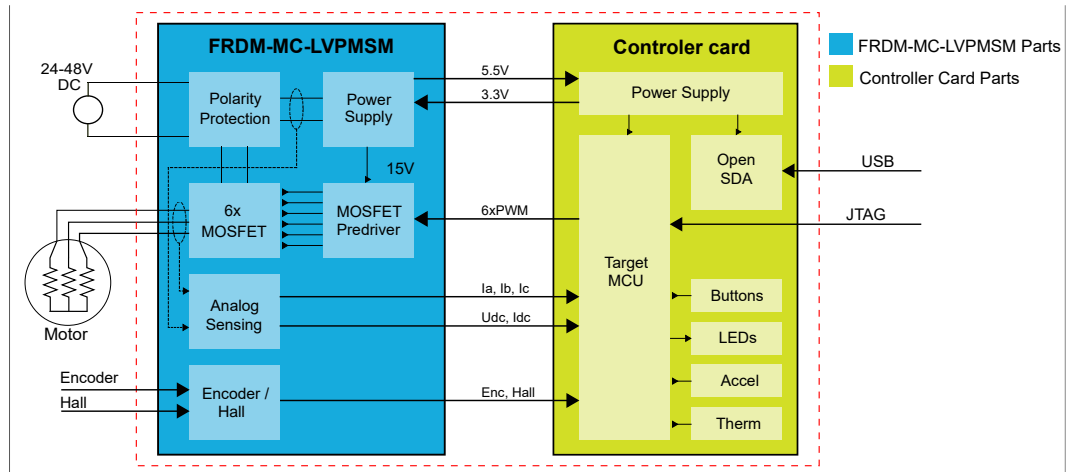 FRDM-MC-LVPMSM
Controler card
FRDM-MC-LVPMSM Parts
Controller Card Parts
24-48V
DC
Polarity
Protection
Power
Supply
5.5V
3.3V
Power Supply
15V
Open
SDA
USB
6x
MOSFET
MOSFET
Predriver
6xPWM
JTAG
Target
MCU
Motor
Analog
Sensing
Ia, Ib, Ic
Udc, Idc
Buttons
LEDs
Accel
Therm
Encoder
Hall
Encoder /
Hall
Enc, Hall